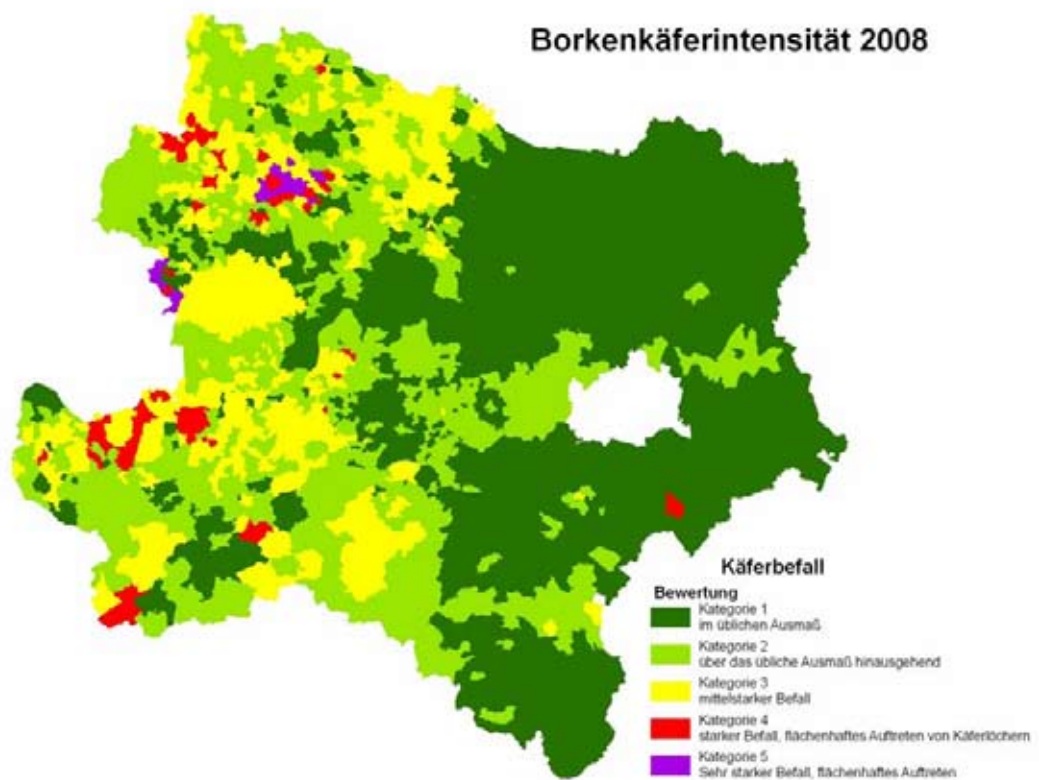 Borkenkäferintensität 2008
Käferbefall
Bewertung
Kategorie 1
im üblichen Ausmaß
Kategorie 2
über das übliche Ausmaß hinausgehend
Kategorie 3
mittelstarker Befall
Kategorie 4
starker Befall, flächenhaftes Auftreten von Käferlöchern
Kategorie 5
Sehr starker Befall, flächenhaftes Auftreten